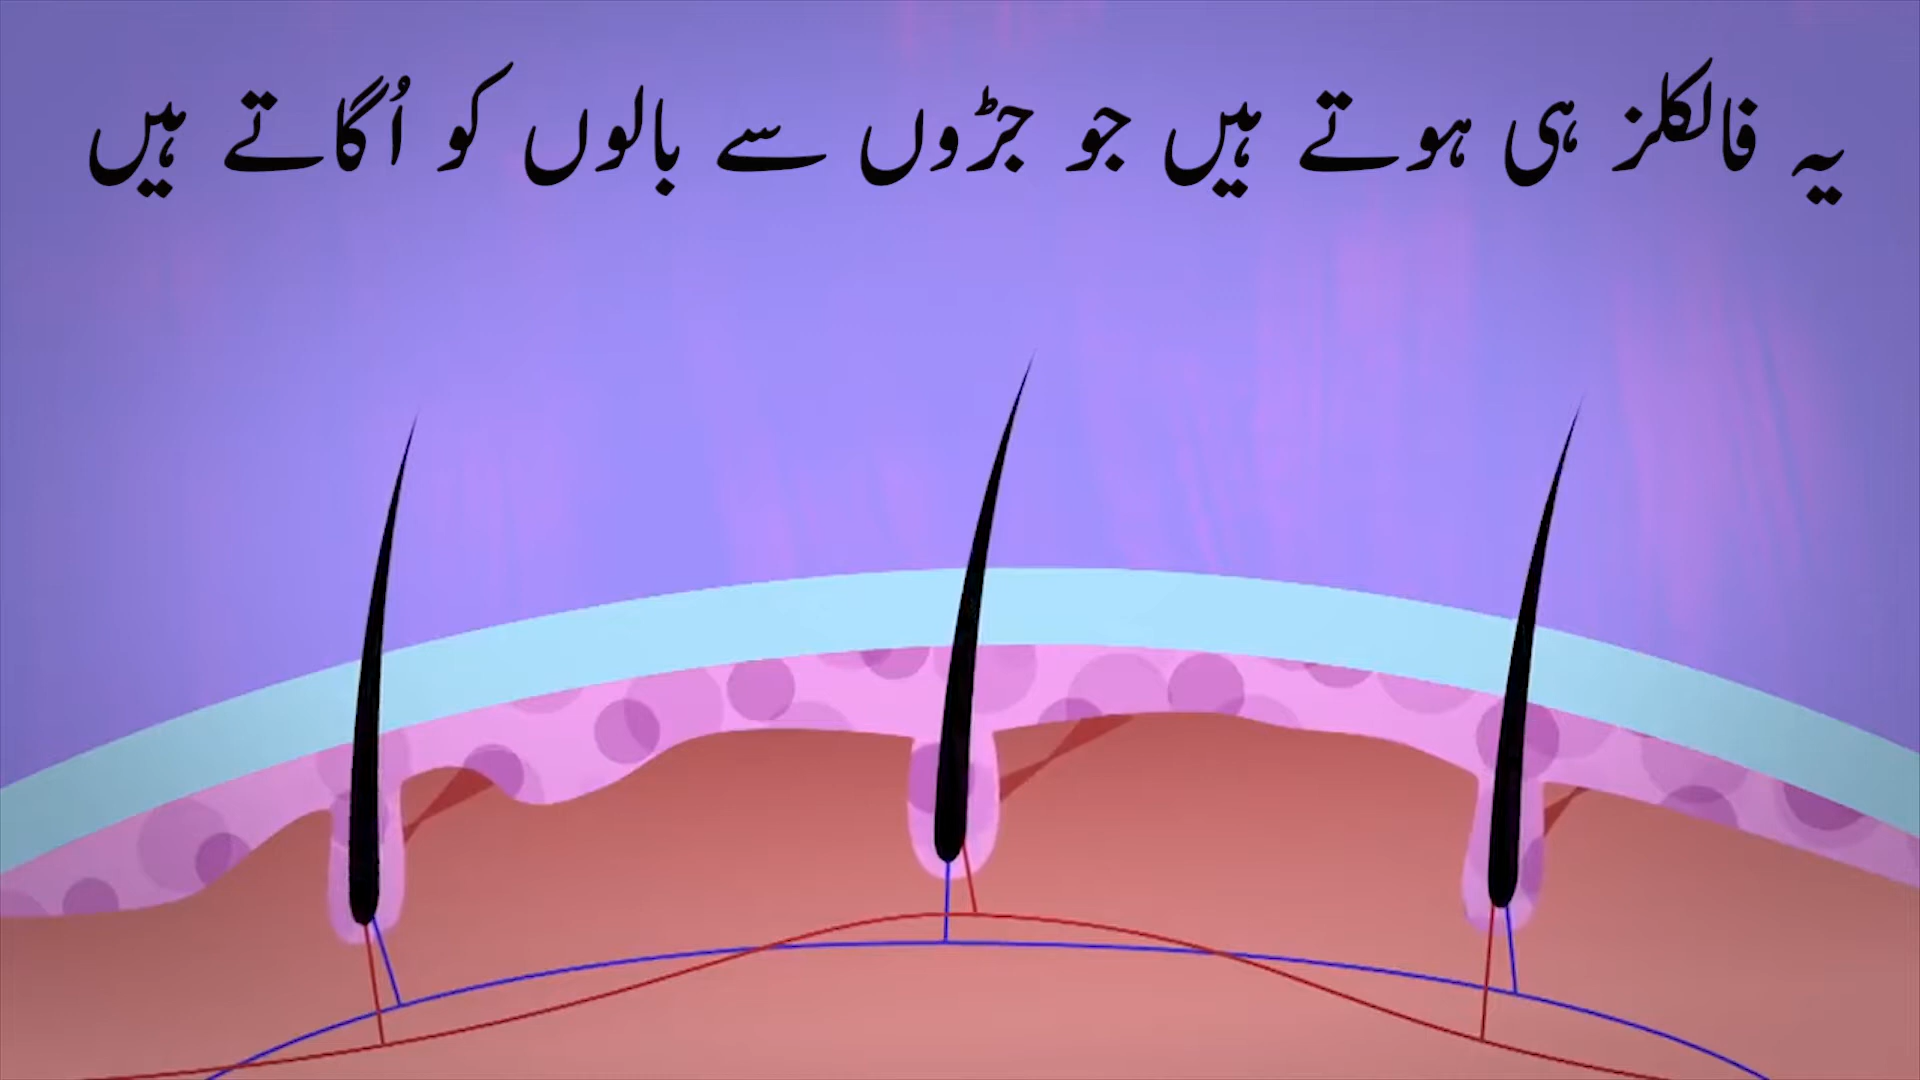 یہ فالکلز ہی ہوتے ہیں جو جڑوں سے بالوں کو اُگاتے ہیں